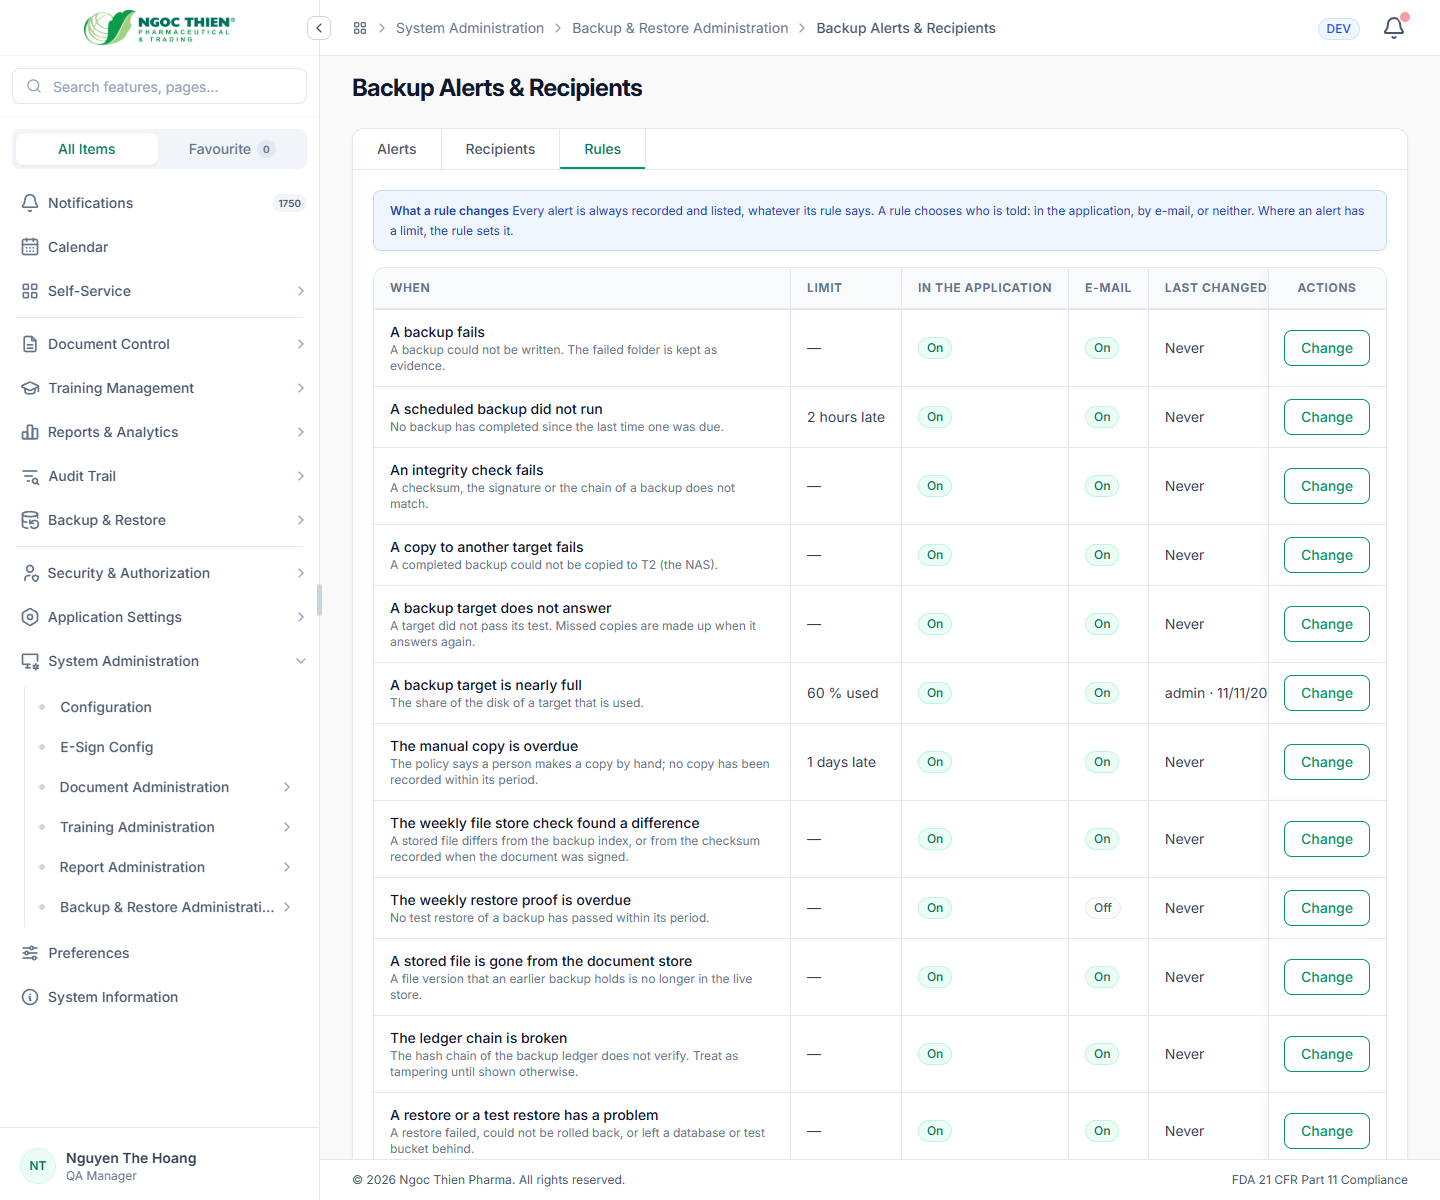 NGOC THIEN®
PHARMACEUTICAL
& TRADING
Search features, pages...
All Items
Favourite 0
Notifications 1750
Calendar
Self-Service
Document Control
Training Management
Reports & Analytics
Audit Trail
Backup & Restore
Security & Authorization
Application Settings
System Administration
Configuration
E-Sign Config
Document Administration
Training Administration
Report Administration
Backup & Restore Administrati...
Preferences
System Information
NT
Nguyen The Hoang
QA Manager
System Administration > Backup & Restore Administration > Backup Alerts & Recipients
DEV
Backup Alerts & Recipients
Alerts Recipients Rules
What a rule changes Every alert is always recorded and listed, whatever its rule says. A rule chooses who is told: in the application, by e-mail, or neither. Where an alert has
a limit, the rule sets it.
WHEN LIMIT IN THE APPLICATION E-MAIL LAST CHANGED ACTIONS
A backup fails
A backup could not be written. The failed folder is kept as
evidence.
— On On Never Change
A scheduled backup did not run
No backup has completed since the last time one was due.
2 hours late On On Never Change
An integrity check fails
A checksum, the signature or the chain of a backup does not
match.
— On On Never Change
A copy to another target fails
A completed backup could not be copied to T2 (the NAS).
— On On Never Change
A backup target does not answer
A target did not pass its test. Missed copies are made up when it
answers again.
— On On Never Change
A backup target is nearly full
The share of the disk of a target that is used.
60 % used On On admin · 11/11/20 Change
The manual copy is overdue
The policy says a person makes a copy by hand; no copy has been
recorded within its period.
1 days late On On Never Change
The weekly file store check found a difference
A stored file differs from the backup index, or from the checksum
recorded when the document was signed.
— On On Never Change
The weekly restore proof is overdue
No test restore of a backup has passed within its period.
— On Off Never Change
A stored file is gone from the document store
A file version that an earlier backup holds is no longer in the live
store.
— On On Never Change
The ledger chain is broken
The hash chain of the backup ledger does not verify. Treat as
tampering until shown otherwise.
— On On Never Change
A restore or a test restore has a problem
A restore failed, could not be rolled back, or left a database or test
bucket behind.
— On On Never Change
© 2026 Ngoc Thien Pharma. All rights reserved.
FDA 21 CFR Part 11 Compliance